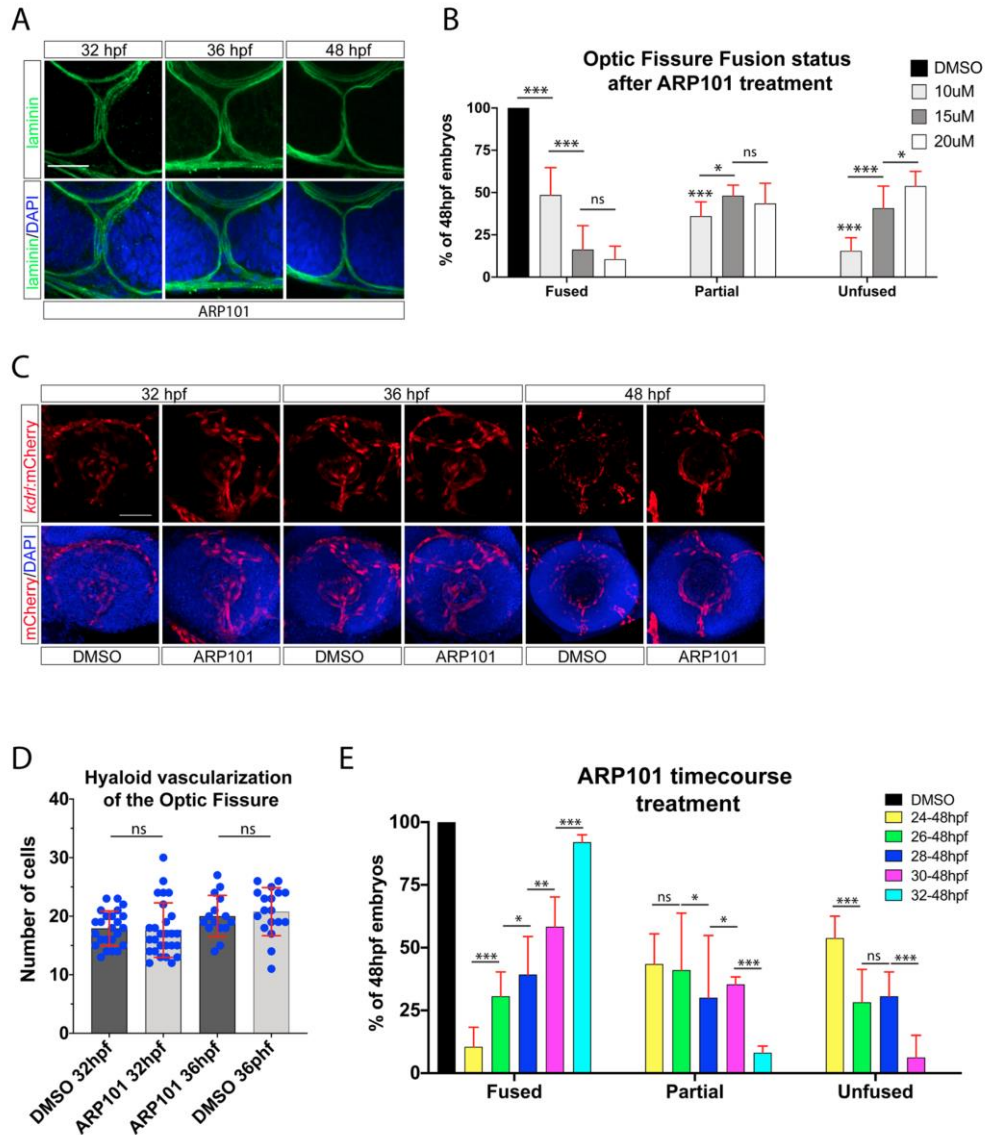 A
32 hpf 36 hpf 48 hpf
laminin
laminin/DAPI
ARP101
B
Optic Fissure Fusion status
after ARP101 treatment
DMSO
10uM
15uM
20uM
% of 48hpf embryos
100
75
50
25
0
*** *** ns
*** * ns
*** *** *
Fused Partial Unfused
C
32 hpf 36 hpf 48 hpf
kdrl:mCherry
mCherry/DAPI
DMSO ARP101 DMSO ARP101 DMSO ARP101
D
Hyaloid vascularization
of the Optic Fissure
Number of cells
40
30
20
10
0
ns ns
DMSO 32hpf
ARP101 32hpf
ARP101 36hpf
DMSO 36phf
E
ARP101 timecourse
treatment
DMSO
24-48hpf
26-48hpf
28-48hpf
30-48hpf
32-48hpf
% of 48hpf embryos
100
75
50
25
0
*** * ** ***
ns * * ***
*** ns ***
Fused Partial Unfused